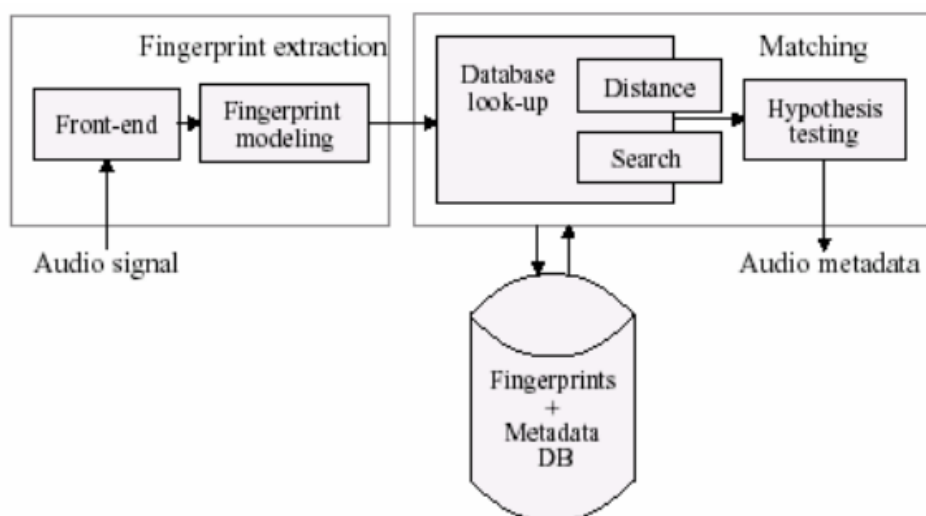 Fingerprint extraction
Front-end
Fingerprint
modeling
Audio signal
Matching
Database
look-up
Distance
Search
Hypothesis
testing
Audio metadata
Fingerprints
+
Metadata
DB